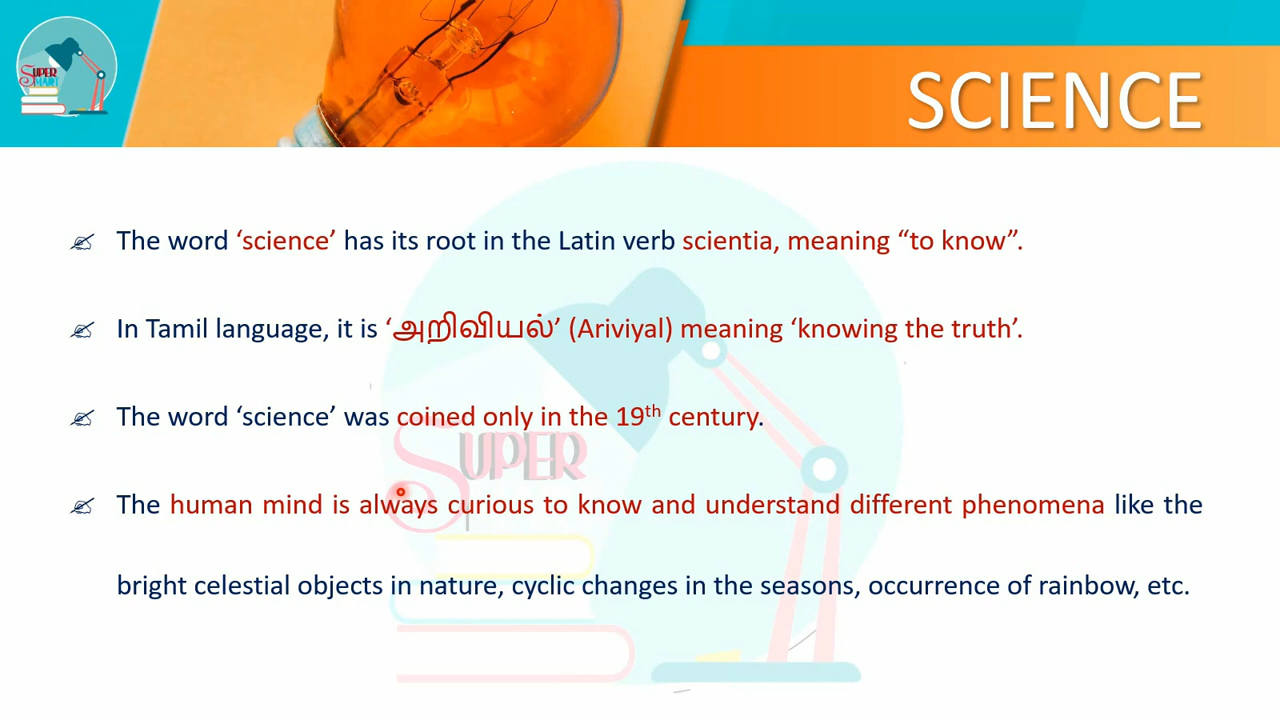 SUPER
SMART
SCIENCE
The word ‘science’ has its root in the Latin verb scientia, meaning “to know”.
In Tamil language, it is ‘அறிவியல்’ (Ariviyal) meaning ‘knowing the truth’.
The word ‘science’ was coined only in the 19th century.
SUPER
The human mind is always curious to know and understand different phenomena like the
bright celestial objects in nature, cyclic changes in the seasons, occurrence of rainbow, etc.